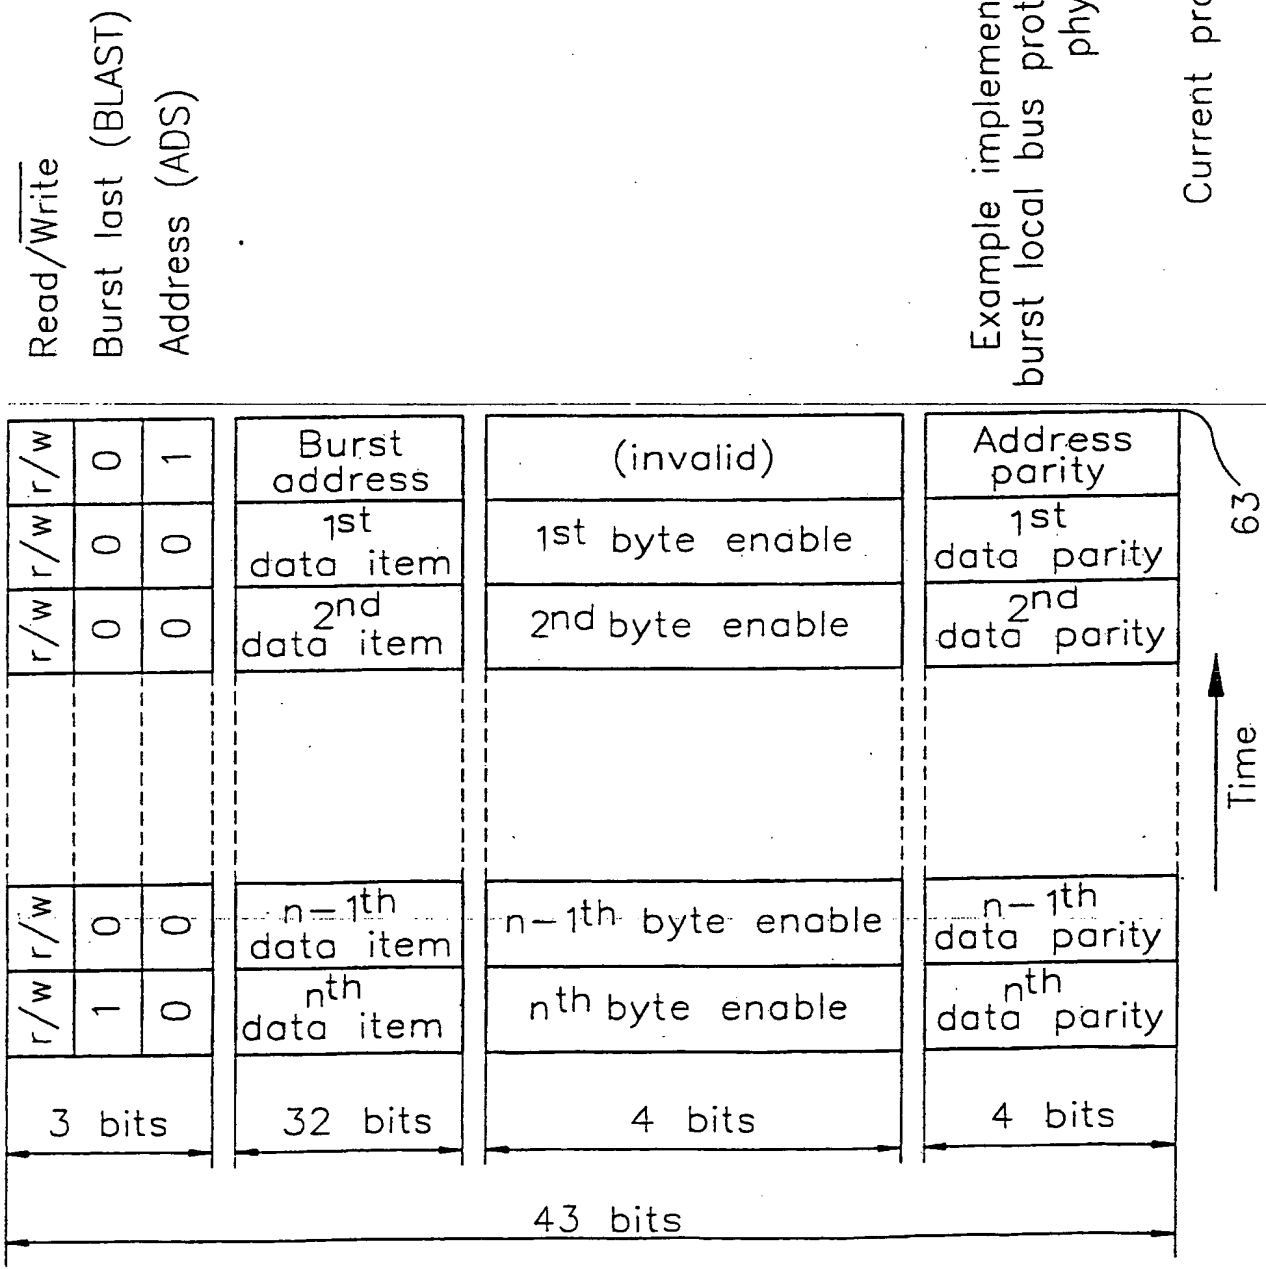 Read/Write
Burst last (BLAST)
Address (ADS)
r/w 0 1
r/w 0 0
r/w 0 0
r/w 0 0
r/w 1 0
Burst
address
(invalid)
Address
parity
1st
data item
1st byte enable
1st
data parity
2nd
data item
2nd byte enable
2nd
data parity
n-1th
data item
n-1th byte enable
n-1th
data parity
nth
data item
nth byte enable
nth
data parity
3 bits
32 bits
4 bits
4 bits
43 bits
Time
63
Example implemen
burst local bus prot
phy
Current pro